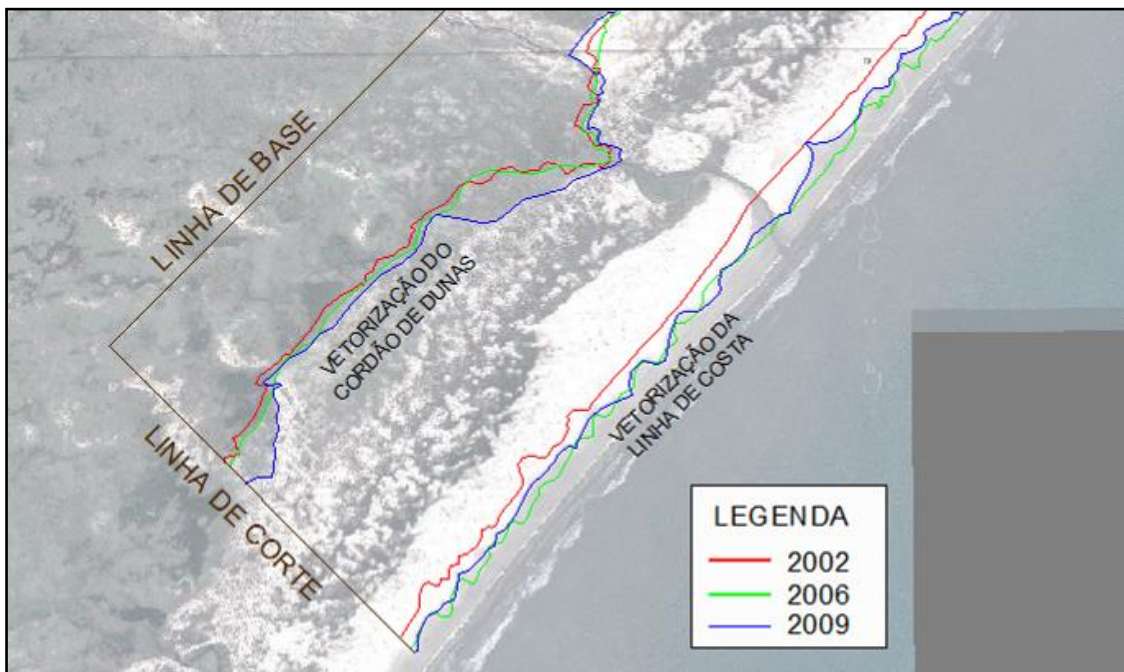 LINHA DE BASE
VETORIZAÇÃO DO
CORDÃO DE DUNAS
VETORIZAÇÃO DA
LINHA DE COSTA
LINHA DE CORTE
LEGENDA
2002
2006
2009